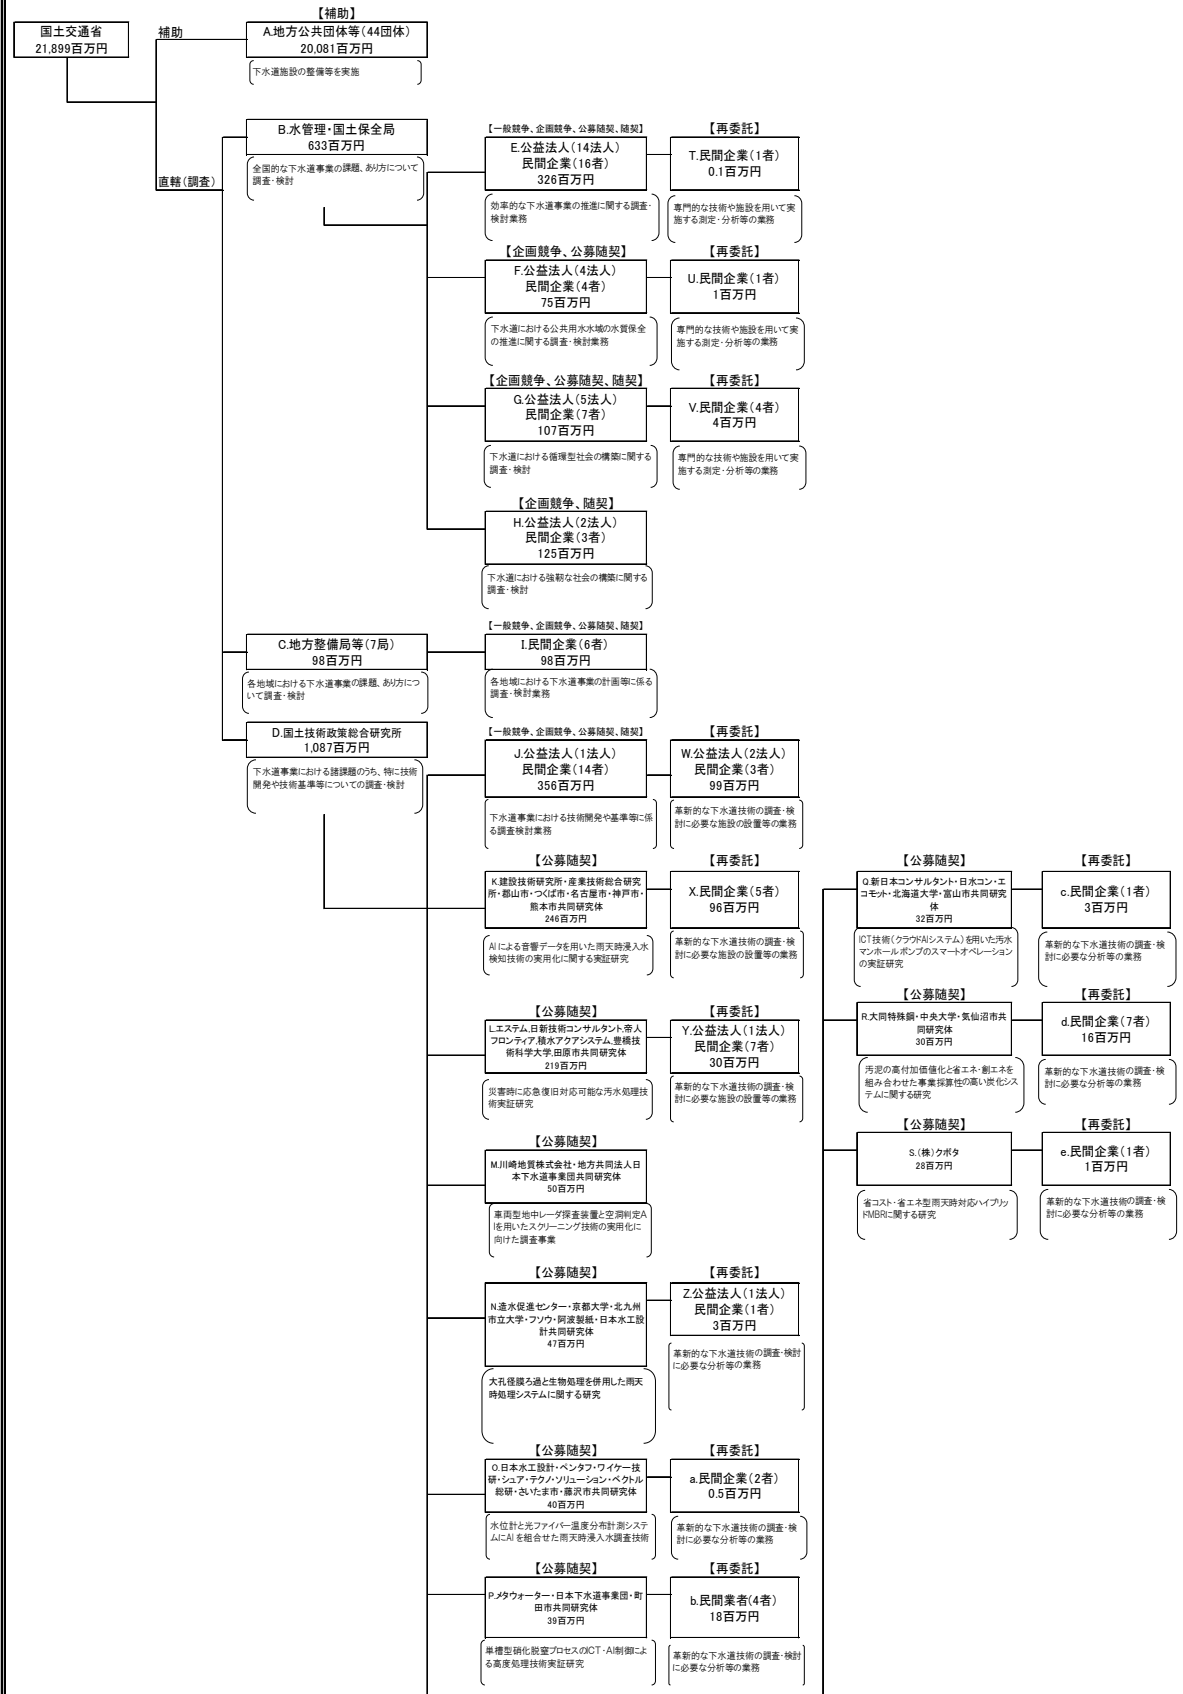 国土交通省
21,899百万円
補助
【補助】
A.地方公共団体等(44団体)
20,081百万円
下水道施設の整備等を実施
直轄(調査)
B.水管理・国土保全局
633百万円
全国的な下水道事業の課題、あり方について
調査・検討
【一般競争、企画競争、公募随契、随契】
E.公益法人(14法人)
民間企業(16者)
326百万円
効率的な下水道事業の推進に関する調査・
検討業務
【再委託】
T.民間企業(1者)
0.1百万円
専門的な技術や施設を用いて実
施する測定・分析等の業務
【企画競争、公募随契】
F.公益法人(4法人)
民間企業(4者)
75百万円
下水道における公共用水水域の水質保全
の推進に関する調査・検討業務
【再委託】
U.民間企業(1者)
1百万円
専門的な技術や施設を用いて実
施する測定・分析等の業務
【企画競争、公募随契、随契】
G.公益法人(5法人)
民間企業(7者)
107百万円
下水道における循環型社会の構築に関する
調査・検討
【再委託】
V.民間企業(4者)
4百万円
専門的な技術や施設を用いて実
施する測定・分析等の業務
【企画競争、随契】
H.公益法人(2法人)
民間企業(3者)
125百万円
下水道における強靭な社会の構築に関する
調査・検討
C.地方整備局等(7局)
98百万円
各地域における下水道事業の課題、あり方につ
いて調査・検討
【一般競争、企画競争、公募随契、随契】
I.民間企業(6者)
98百万円
各地域における下水道事業の計画等に係る
調査・検討業務
D.国土技術政策総合研究所
1,087百万円
下水道事業における諸課題のうち、特に技術
開発や技術基準等についての調査・検討
【一般競争、企画競争、公募随契、随契】
J.公益法人(1法人)
民間企業(14者)
356百万円
下水道事業における技術開発や基準等に係
る調査検討業務
【再委託】
W.公益法人(2法人)
民間企業(3者)
99百万円
革新的な下水道技術の調査・検
討に必要な施設の設置等の業務
【公募随契】
K.建設技術研究所・産業技術総合研究
所・郡山市・つくば市・名古屋市・神戸市・
熊本市共同研究体
246百万円
AIによる音響データを用いた雨天時浸入水
検知技術の実用化に関する実証研究
【再委託】
X.民間企業(5者)
96百万円
革新的な下水道技術の調査・検
討に必要な施設の設置等の業務
【公募随契】
L.エステム,日新技術コンサルタント,帝人
フロンティア,積水アクアシステム,豊橋技
術科学大学,田原市共同研究体
219百万円
災害時に応急復旧対応可能な汚水処理技
術実証研究
【再委託】
Y.公益法人(1法人)
民間企業(7者)
30百万円
革新的な下水道技術の調査・検
討に必要な施設の設置等の業務
【公募随契】
M.川崎地質株式会社・地方共同法人日
本下水道事業団共同研究体
50百万円
車両型地中レーダ探査装置と空洞判定A
Iを用いたスクリーニング技術の実用化に
向けた調査事業
【公募随契】
N.造水促進センター・京都大学・北九州
市立大学・フソウ・阿波製紙・日本水工設
計共同研究体
47百万円
大孔径膜ろ過と生物処理を併用した雨天
時処理システムに関する研究
【再委託】
Z.公益法人(1法人)
民間企業(1者)
3百万円
革新的な下水道技術の調査・検討
に必要な分析等の業務
【公募随契】
O.日本水工設計・ペンタフ・ワイケー技
研・シュア・テクノ・ソリューション・ベクトル
総研・さいたま市・藤沢市共同研究体
40百万円
水位計と光ファイバー温度分布計測システ
ムにAIを組合せた雨天時浸入水調査技術
【再委託】
a.民間企業(2者)
0.5百万円
革新的な下水道技術の調査・検
討に必要な分析等の業務
【公募随契】
P.メタウォーター・日本下水道事業団・町
田市共同研究体
39百万円
単槽型硝化脱窒プロセスのICT・AI制御によ
る高度処理技術実証研究
【再委託】
b.民間業者(4者)
18百万円
革新的な下水道技術の調査・検討
に必要な分析等の業務
【公募随契】
Q.新日本コンサルタント・日水コン・エ
コモット・北海道大学・富山市共同研究
体
32百万円
ICT技術(クラウドAIシステム)を用いた汚水
マンホールポンプのスマートオペレーション
の実証研究
【再委託】
c.民間企業(1者)
3百万円
革新的な下水道技術の調査・検
討に必要な分析等の業務
【公募随契】
R.大同特殊鋼・中央大学・気仙沼市共
同研究体
30百万円
汚泥の高付加価値化と省エネ・創エネを
組み合わせた事業採算性の高い炭化シス
テムに関する研究
【再委託】
d.民間企業(7者)
16百万円
革新的な下水道技術の調査・検
討に必要な分析等の業務
【公募随契】
S.(株)クボタ
28百万円
省コスト・省エネ型雨天時対応ハイブリッ
ドMBRに関する研究
【再委託】
e.民間企業(1者)
1百万円
革新的な下水道技術の調査・検
討に必要な分析等の業務